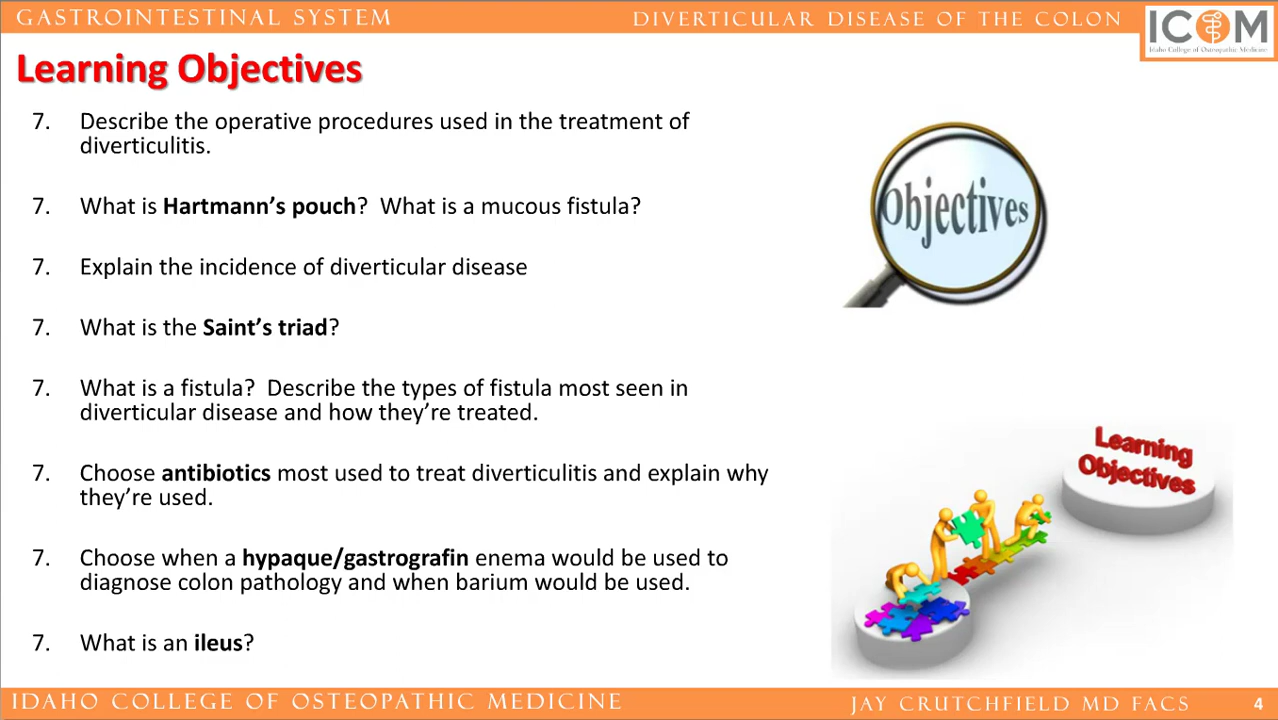 GASTROINTESTINAL SYSTEM
DIVERTICULAR DISEASE OF THE COLON
ICOM
Idaho College of Osteopathic Medicine
Learning Objectives
7. Describe the operative procedures used in the treatment of
diverticulitis.
7. What is Hartmann's pouch? What is a mucous fistula?
7. Explain the incidence of diverticular disease
7. What is the Saint's triad?
7. What is a fistula? Describe the types of fistula most seen in
diverticular disease and how they're treated.
7. Choose antibiotics most used to treat diverticulitis and explain why
they're used.
7. Choose when a hypaque/gastrografin enema would be used to
diagnose colon pathology and when barium would be used.
7. What is an ileus?
Objectives
Learning
Objectives
IDAHO COLLEGE OF OSTEOPATHIC MEDICINE
JAY CRUTCHFIELD MD FACS
4